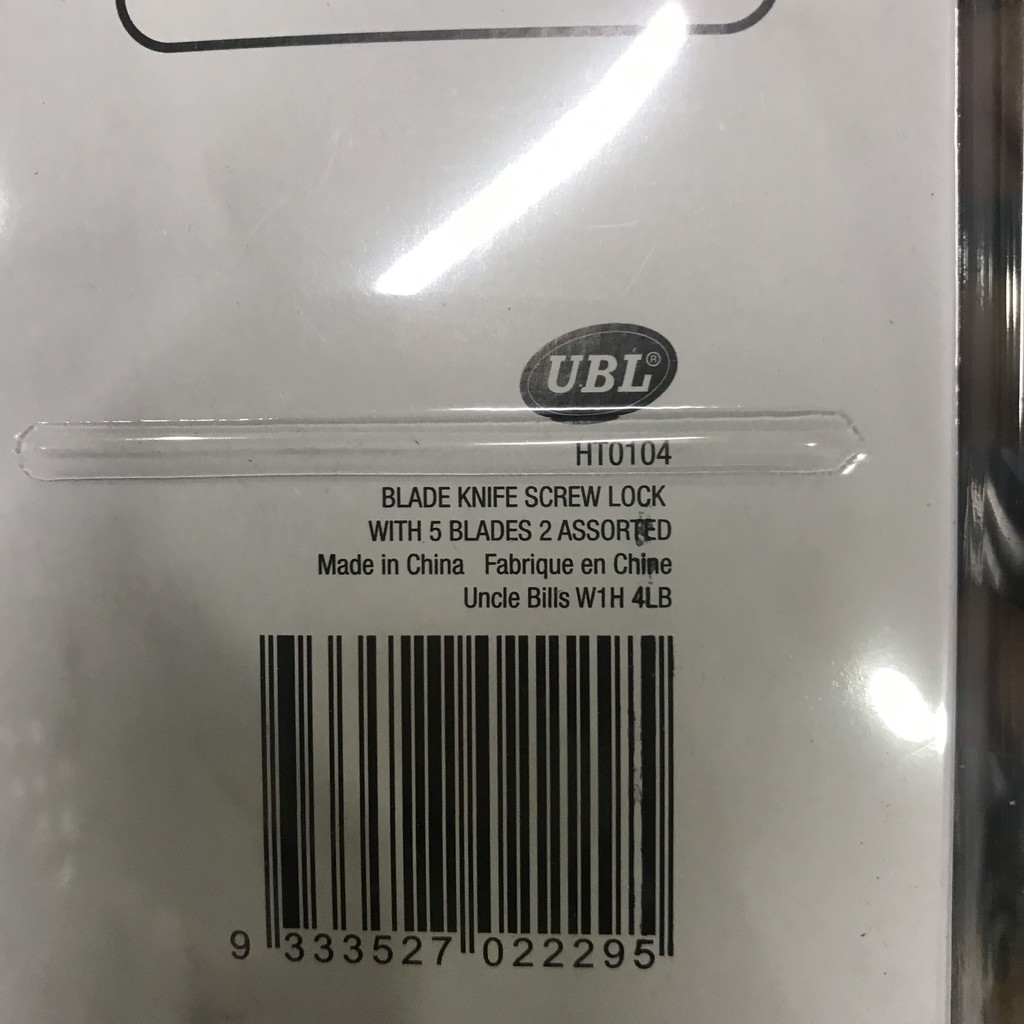 UBL®
HT0104
BLADE KNIFE SCREW LOCK
WITH 5 BLADES 2 ASSORTED
Made in China Fabrique en Chine
Uncle Bills W1H 4LB
9 333527 022295